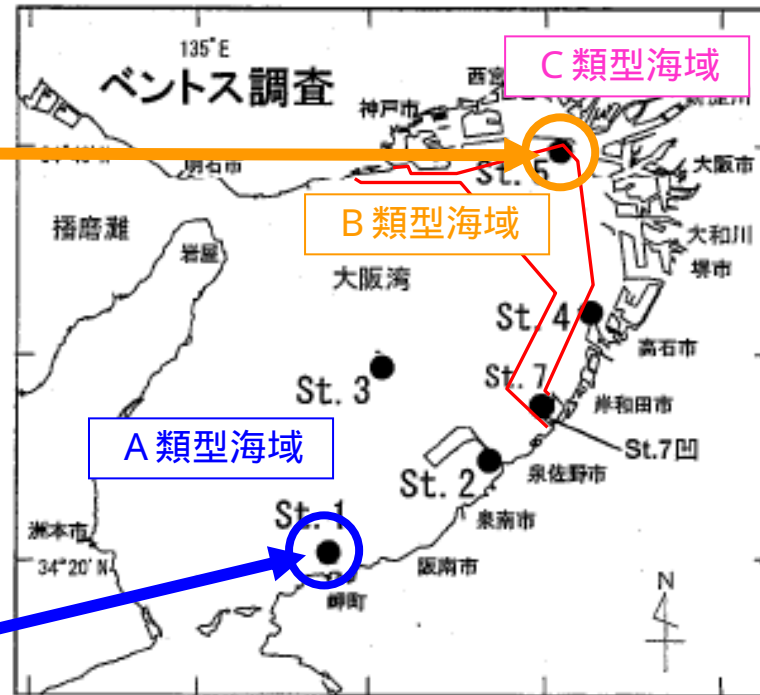 135°E
ベントス調査
C類型海域
神戸市
明石市
St. 5
大阪市
B類型海域
播磨灘
岩屋
大阪湾
大和川
堺市
St. 4
高石市
St. 3
St. 7
岸和田市
St.7凹
A類型海域
St. 2
泉佐野市
泉南市
St. 1
洲本市
34°20'N
阪南市
岬町
N